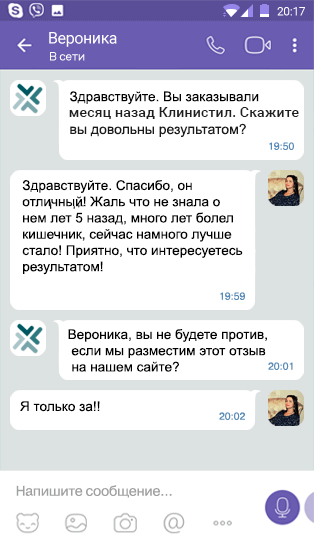 20:17
Вероника
В сети
Здравствуйте. Вы заказывали
месяц назад Клинистил. Скажите
вы довольны результатом?
19:50
Здравствуйте. Спасибо, он
отличный! Жаль что не знала о
нем лет 5 назад, много лет болел
кишечник, сейчас намного лучше
стало! Приятно, что интересуетесь
результатом!
19:59
Вероника, вы не будете против,
если мы разместим этот отзыв
на нашем сайте?
20:01
Я только за!!
20:02
Напишите сообщение...